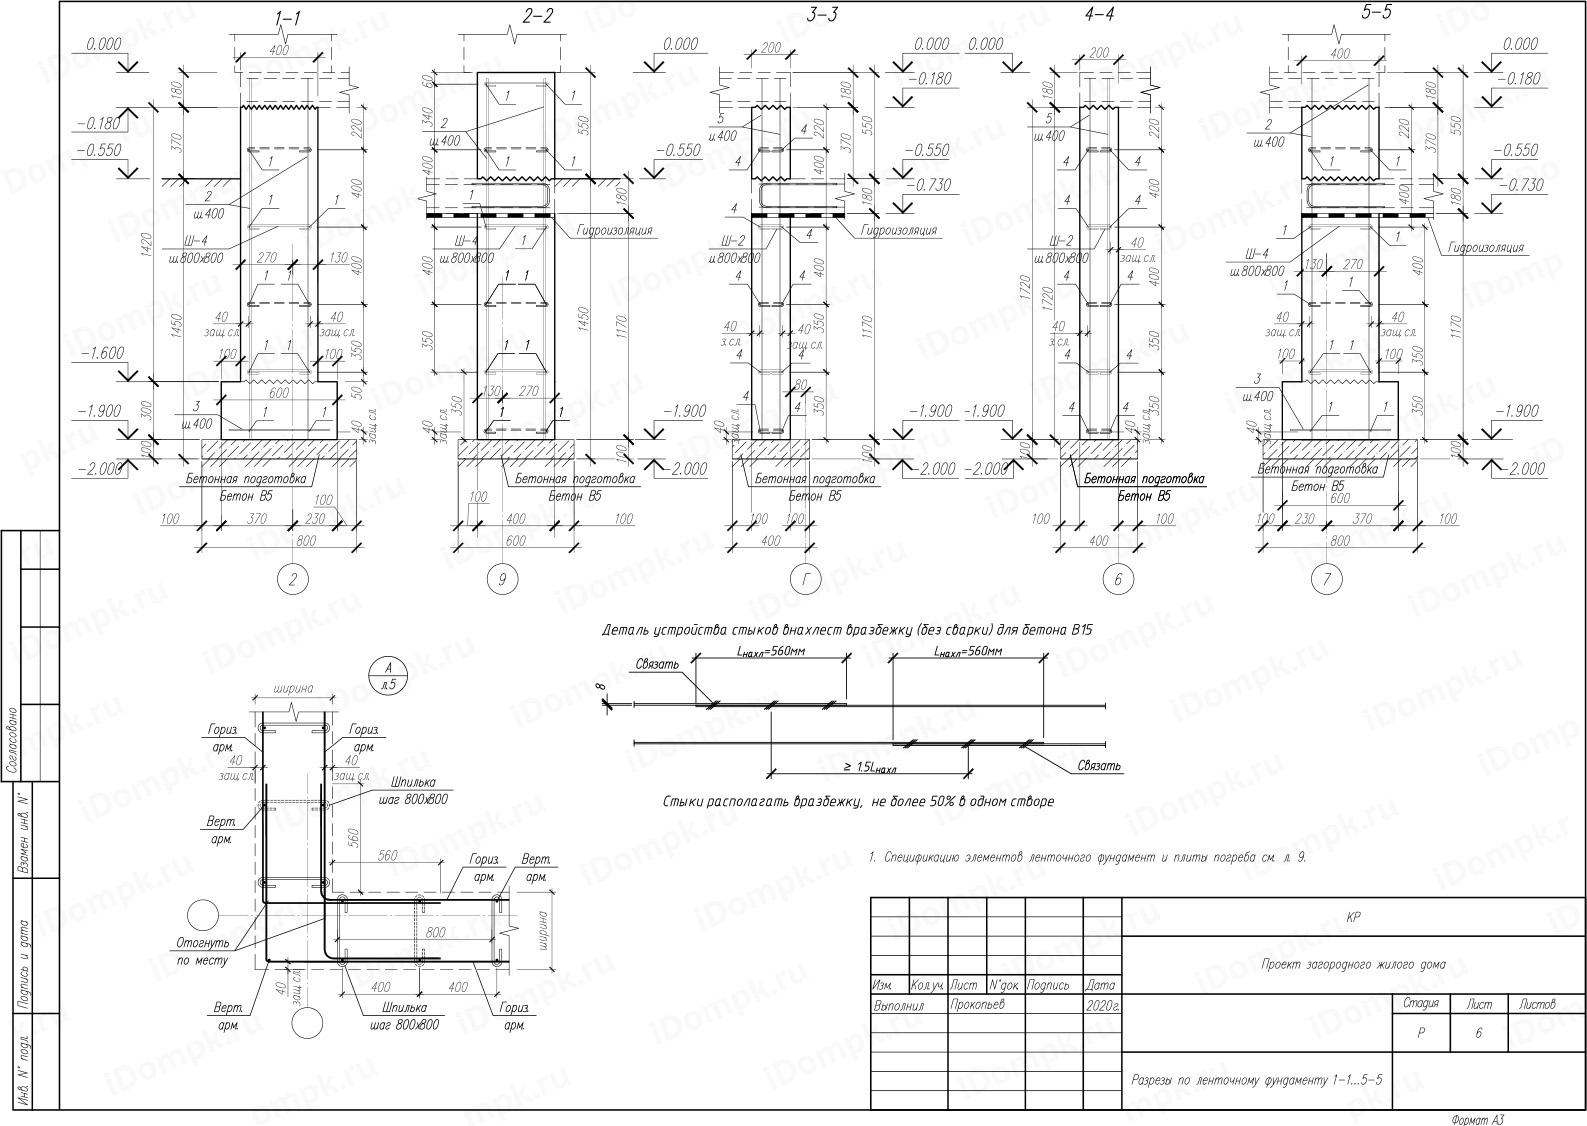 1-1
400
0.000
180
-0.180
370
-0.550
220
1
2
ш.400
1
1
400
Ш-4
ш.800х800
1420
1450
270
130
400
1
1
40
защ.сл.
40
защ.сл.
350
-1.600
100
1
1
100
600
50
300
3
ш.400
1
1
-1.900
40
защ.сл.
100
-2.000
Бетонная подготовка
Бетон В5
100
100
370
230
800
2
2-2
0.000
60
1
1
340
2
ш.400
550
400
1
1
-0.550
180
1
Гидроизоляция
Ш-4
ш.800х800
1
400
1
1
1450
1170
350
1
1
130
270
350
1
1
-1.900
100
-2.000
Бетонная подготовка
Бетон В5
100
400
100
600
9
3-3
200
0.000
180
-0.180
550
370
5
ш.400
4
220
4
400
-0.550
180
-0.730
4
Гидроизоляция
Ш-2
ш.800х800
4
400
4
4
1170
40
з.сл.
40
защ.сл.
350
4
4
80
4
4
350
40
защ.сл.
-1.900
100
-2.000
Бетонная подготовка
Бетон В5
100
100
400
Г
4-4
200
0.000
5
ш.400
220
4
4
400
4
4
Ш-2
ш.800х800
40
защ.сл.
1720
1720
400
4
4
40
з.сл.
350
4
4
350
4
4
-1.900
40
защ.сл.
100
-2.000
Бетонная подготовка
Бетон В5
100
100
400
6
5-5
400
0.000
180
-0.180
550
370
2
ш.400
220
1
1
400
-0.550
180
-0.730
Гидроизоляция
1
1
Ш-4
ш.800х800
130
270
400
1
1
40
защ.сл.
40
защ.сл.
1170
350
100
1
1
100
3
ш.400
1
1
350
40
защ.сл.
-1.900
100
-2.000
Бетонная подготовка
Бетон В5
600
100
230
370
100
800
7
Деталь устройства стыков внахлест вразбежку (без сварки) для бетона В15
Lнахл=560мм
Lнахл=560мм
Связать
8
Связать
≥ 1.5Lнахл
Стыки располагать вразбежку, не более 50% в одном створе
А
л.5
ширина
Гориз.
арм.
Гориз.
арм.
40
защ.сл.
40
защ.сл.
Шпилька
шаг 800х800
Верт.
арм.
560
560
Гориз.
арм.
Верт.
арм.
Отогнуть
по месту
800
ширина
40
защ.сл.
400
400
Верт.
арм.
Шпилька
шаг 800х800
Гориз.
арм.
1. Спецификацию элементов ленточного фундамент и плиты погреба см. л. 9.
КР
Проект загородного жилого дома
Изм. Кол.уч. Лист N°док Подпись Дата
Выполнил Прокопьев 2020г.
Стадия Лист Листов
Р 6
Разрезы по ленточному фундаменту 1-1...5-5
Формат А3
Согласовано
Взамен инв. N°
Подпись и дата
Инв. N° подл.
iDompk.ru